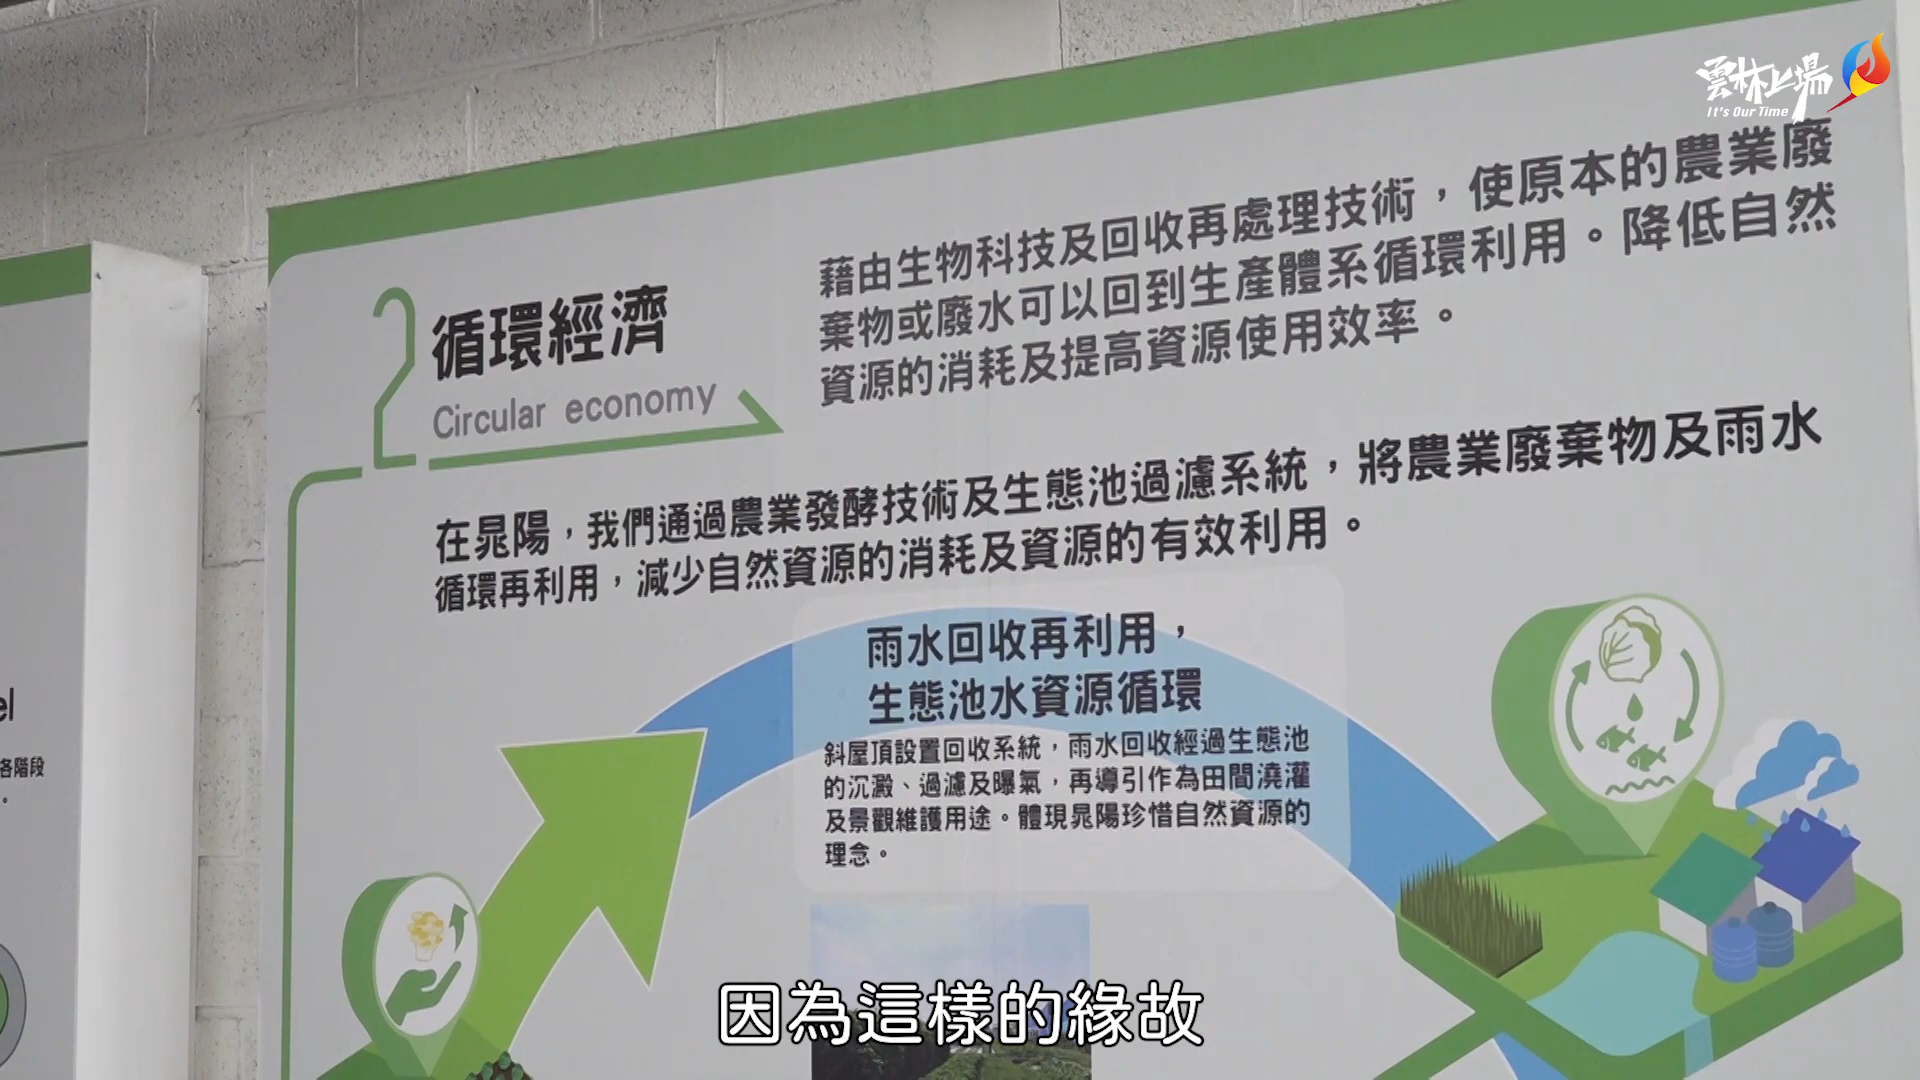 雲林上場
It's Our Time
藉由生物科技及回收再處理技術，使原本的農業廢
棄物或廢水可以回到生產體系循環利用。降低自然
資源的消耗及提高資源使用效率。
2
循環經濟
Circular economy
在晁陽，我們通過農業發酵技術及生態池過濾系統，將農業廢棄物及雨水
循環再利用，減少自然資源的消耗及資源的有效利用。
雨水回收再利用，
生態池水資源循環
斜屋頂設置回收系統，雨水回收經過生態池
的沉澱、過濾及曝氣，再導引作為田間澆灌
及景觀維護用途。體現晁陽珍惜自然資源的
理念。
el
各階段
。
因為這樣的緣故